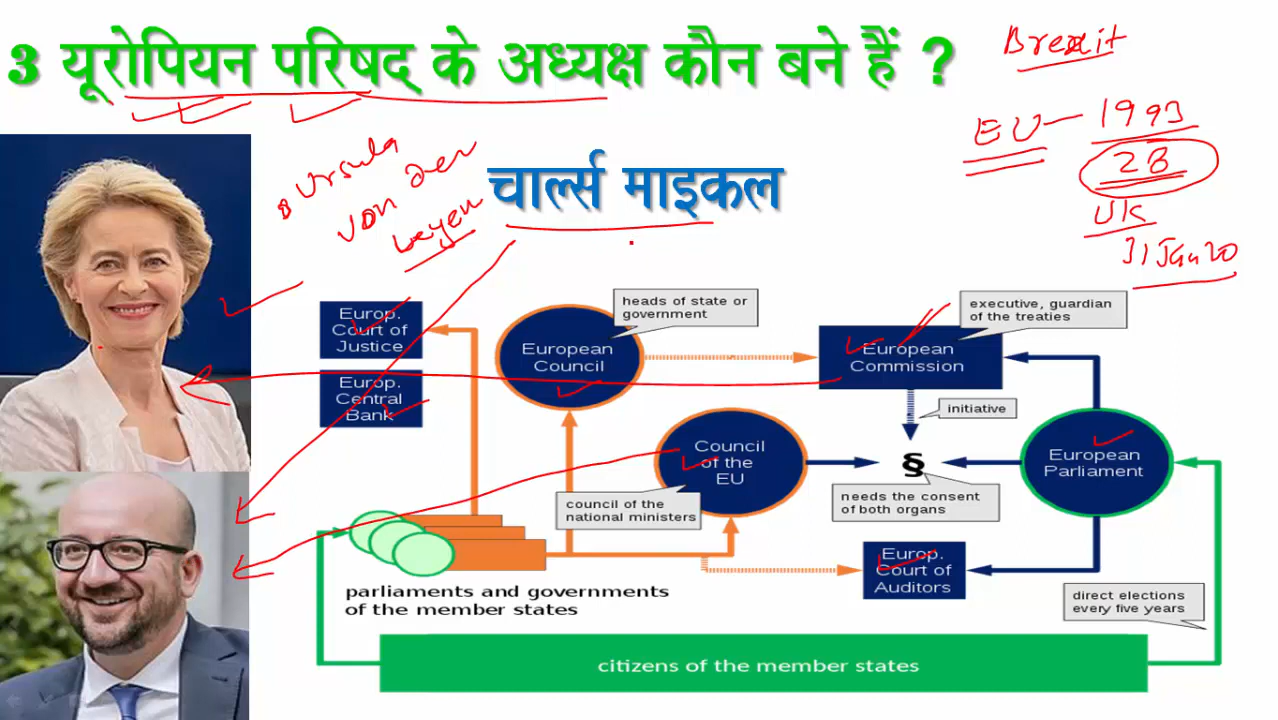 3 यूरोपियन परिषद के अध्यक्ष कौन बने हैं ?
Brexit
EU - 1993
28
UK
31 Jan 20
Ursula
von der
Leyen
चार्ल्स माइकल
Europ.
Court of
Justice
Europ.
Central
Bank
European
Council
heads of state or
government
European
Commission
executive, guardian
of the treaties
initiative
Council
of the
EU
council of the
national ministers
§
needs the consent
of both organs
European
Parliament
Europ.
Court of
Auditors
direct elections
every five years
parliaments and governments
of the member states
citizens of the member states